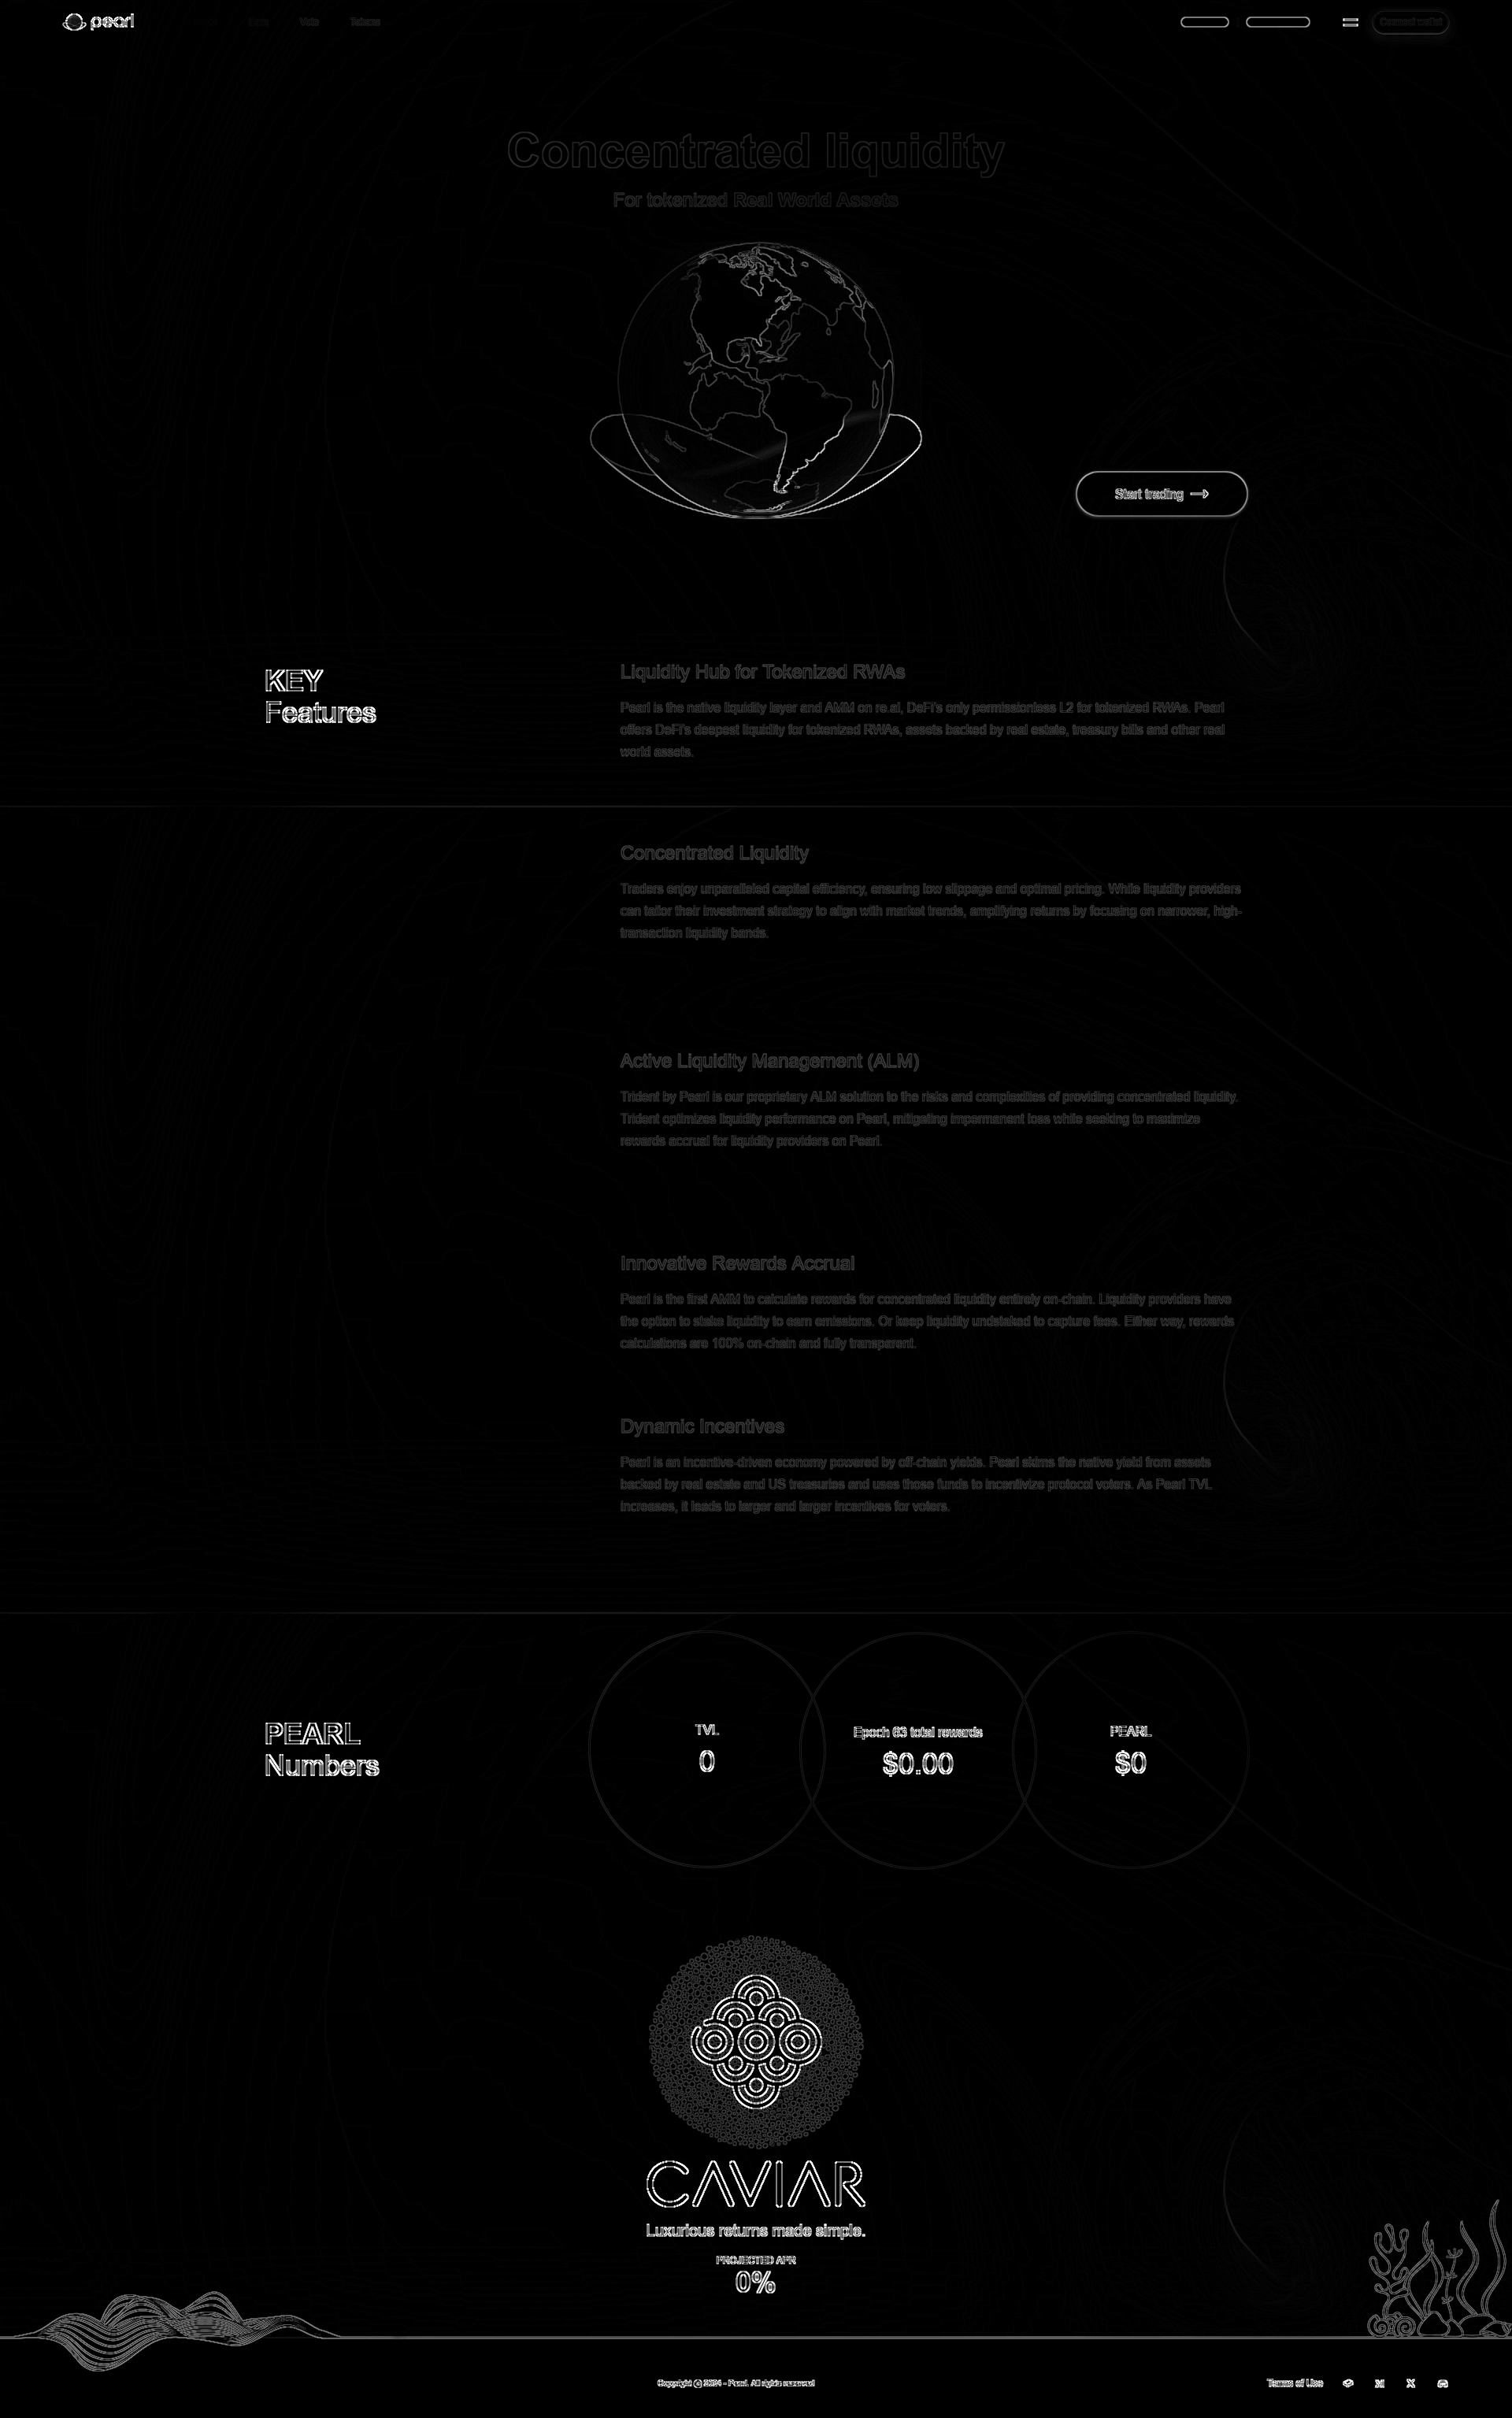 pearl
Vote
Connect wallet
Concentrated liquidity
For tokenized Real World Assets
Start trading
KEY
Features
Liquidity Hub for Tokenized RWAs
Pearl is the native liquidity layer and AMM on re.al, DeFi's only permissionless L2 for tokenized RWAs. Pearl
offers DeFi's deepest liquidity for tokenized RWAs, assets backed by real estate, treasury bills and other real
world assets.
Concentrated Liquidity
Traders enjoy unparalleled capital efficiency, ensuring low slippage and optimal pricing. While liquidity providers
can tailor their investment strategy to align with market trends, amplifying returns by focusing on narrower, high-
transaction liquidity bands.
Active Liquidity Management (ALM)
Trident by Pearl is our proprietary ALM solution to the risks and complexities of providing concentrated liquidity.
Trident optimizes liquidity performance on Pearl, mitigating impermanent loss while seeking to maximize
rewards accrual for liquidity providers on Pearl.
Innovative Rewards Accrual
Pearl is the first AMM to calculate rewards for concentrated liquidity entirely on-chain. Liquidity providers have
the option to stake liquidity to earn emissions. Or keep liquidity unstaked to capture fees. Either way, rewards
calculations are 100% on-chain and fully transparent.
Dynamic Incentives
Pearl is an incentive-driven economy powered by off-chain yields. Pearl skims the native yield from assets
backed by real estate and US treasuries and uses those funds to incentivize protocol voters. As Pearl TVL
increases, it leads to larger and larger incentives for voters.
PEARL
Numbers
TVL
0
Epoch 63 total rewards
$0.00
PEARL
$0
CAVIAR
Luxurious returns made simple.
PROJECTED APR
0%
Copyright © 2024 - Pearl. All rights reserved
Terms of Use